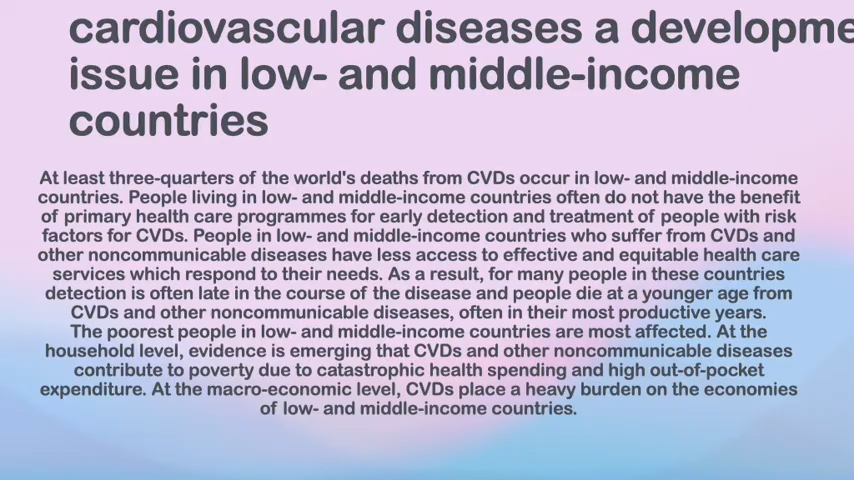 cardiovascular diseases a developme
issue in low- and middle-income
countries
At least three-quarters of the world's deaths from CVDs occur in low- and middle-income
countries. People living in low- and middle-income countries often do not have the benefit
of primary health care programmes for early detection and treatment of people with risk
factors for CVDs. People in low- and middle-income countries who suffer from CVDs and
other noncommunicable diseases have less access to effective and equitable health care
services which respond to their needs. As a result, for many people in these countries
detection is often late in the course of the disease and people die at a younger age from
CVDs and other noncommunicable diseases, often in their most productive years.
The poorest people in low- and middle-income countries are most affected. At the
household level, evidence is emerging that CVDs and other noncommunicable diseases
contribute to poverty due to catastrophic health spending and high out-of-pocket
expenditure. At the macro-economic level, CVDs place a heavy burden on the economies
of low- and middle-income countries.